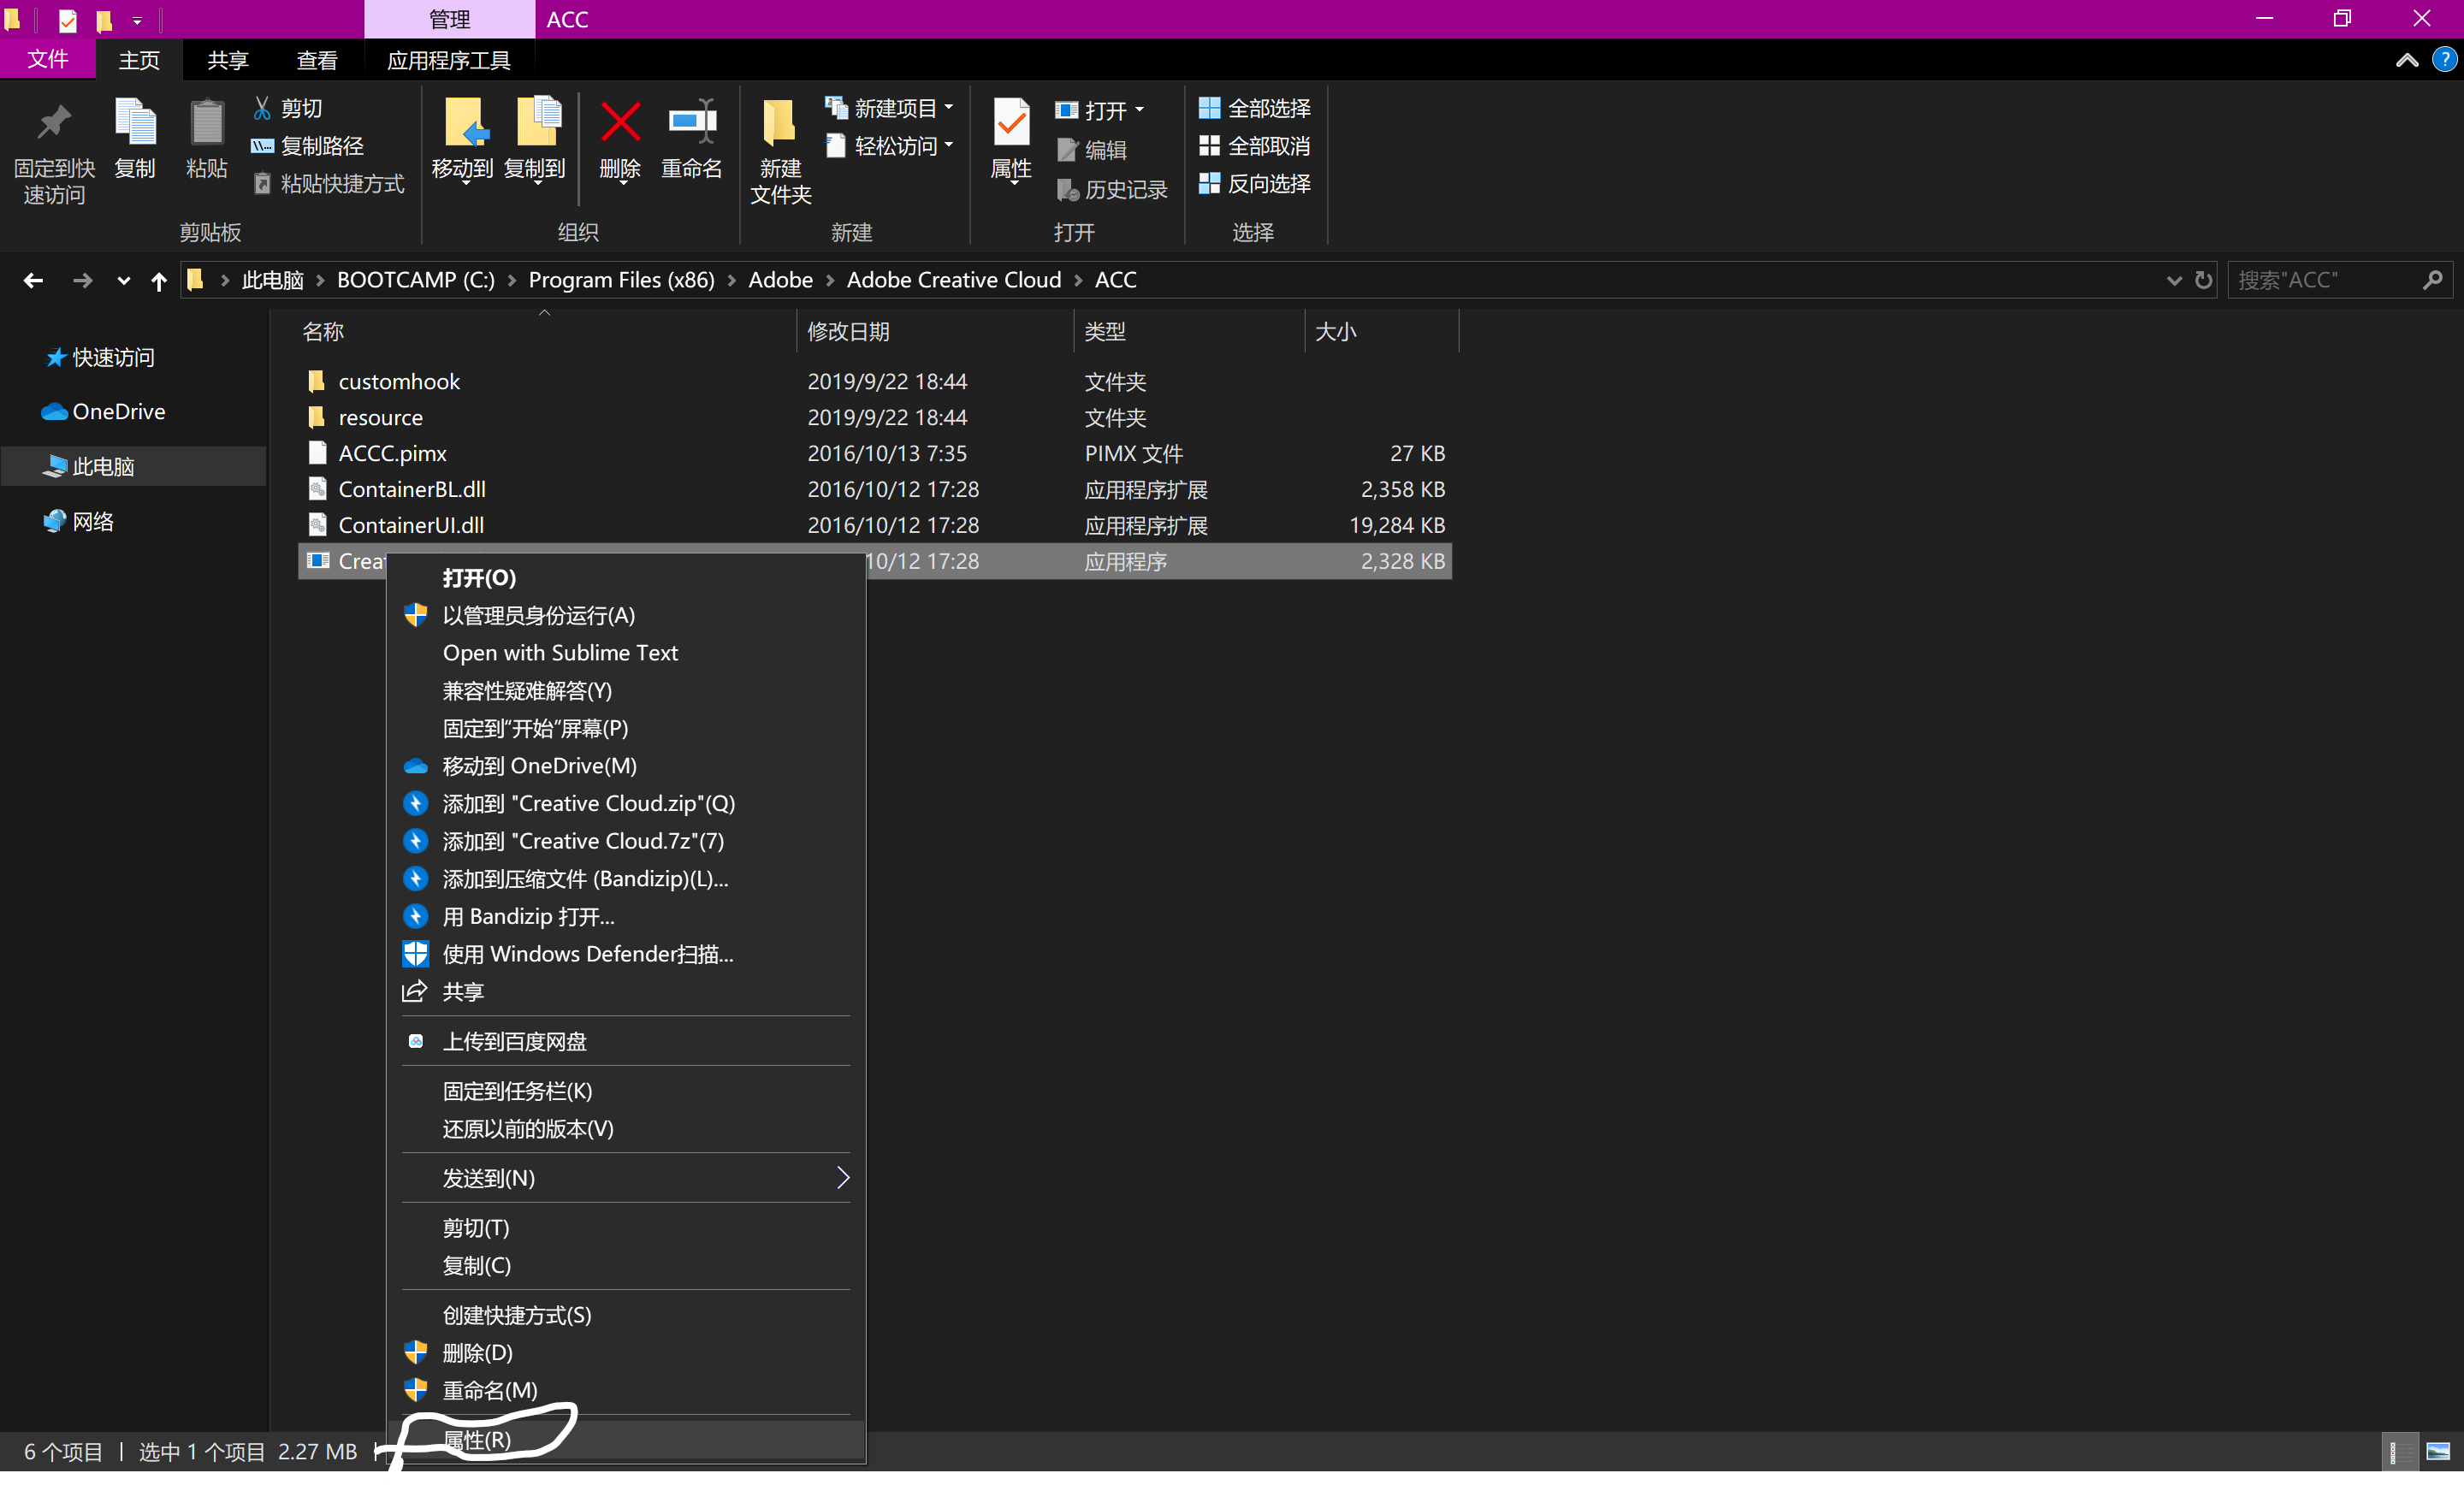 管理
ACC
文件
主页
共享
查看
应用程序工具
固定到快
速访问
复制
粘贴
剪切
复制路径
粘贴快捷方式
剪贴板
移动到
复制到
删除
重命名
组织
新建
文件夹
新建项目
轻松访问
新建
属性
打开
编辑
历史记录
打开
全部选择
全部取消
反向选择
选择
此电脑 BOOTCAMP (C:) Program Files (x86) Adobe Adobe Creative Cloud ACC
搜索"ACC"
快速访问
OneDrive
此电脑
网络
名称 修改日期 类型 大小
customhook 2019/9/22 18:44 文件夹
resource 2019/9/22 18:44 文件夹
ACCC.pimx 2016/10/13 7:35 PIMX 文件 27 KB
ContainerBL.dll 2016/10/12 17:28 应用程序扩展 2,358 KB
ContainerUI.dll 2016/10/12 17:28 应用程序扩展 19,284 KB
Crea 10/12 17:28 应用程序 2,328 KB
打开(O)
以管理员身份运行(A)
Open with Sublime Text
兼容性疑难解答(Y)
固定到“开始”屏幕(P)
移动到 OneDrive(M)
添加到 "Creative Cloud.zip"(Q)
添加到 "Creative Cloud.7z"(7)
添加到压缩文件 (Bandizip)(L)...
用 Bandizip 打开...
使用 Windows Defender扫描...
共享
上传到百度网盘
固定到任务栏(K)
还原以前的版本(V)
发送到(N)
剪切(T)
复制(C)
创建快捷方式(S)
删除(D)
重命名(M)
属性(R)
6 个项目 选中 1 个项目 2.27 MB